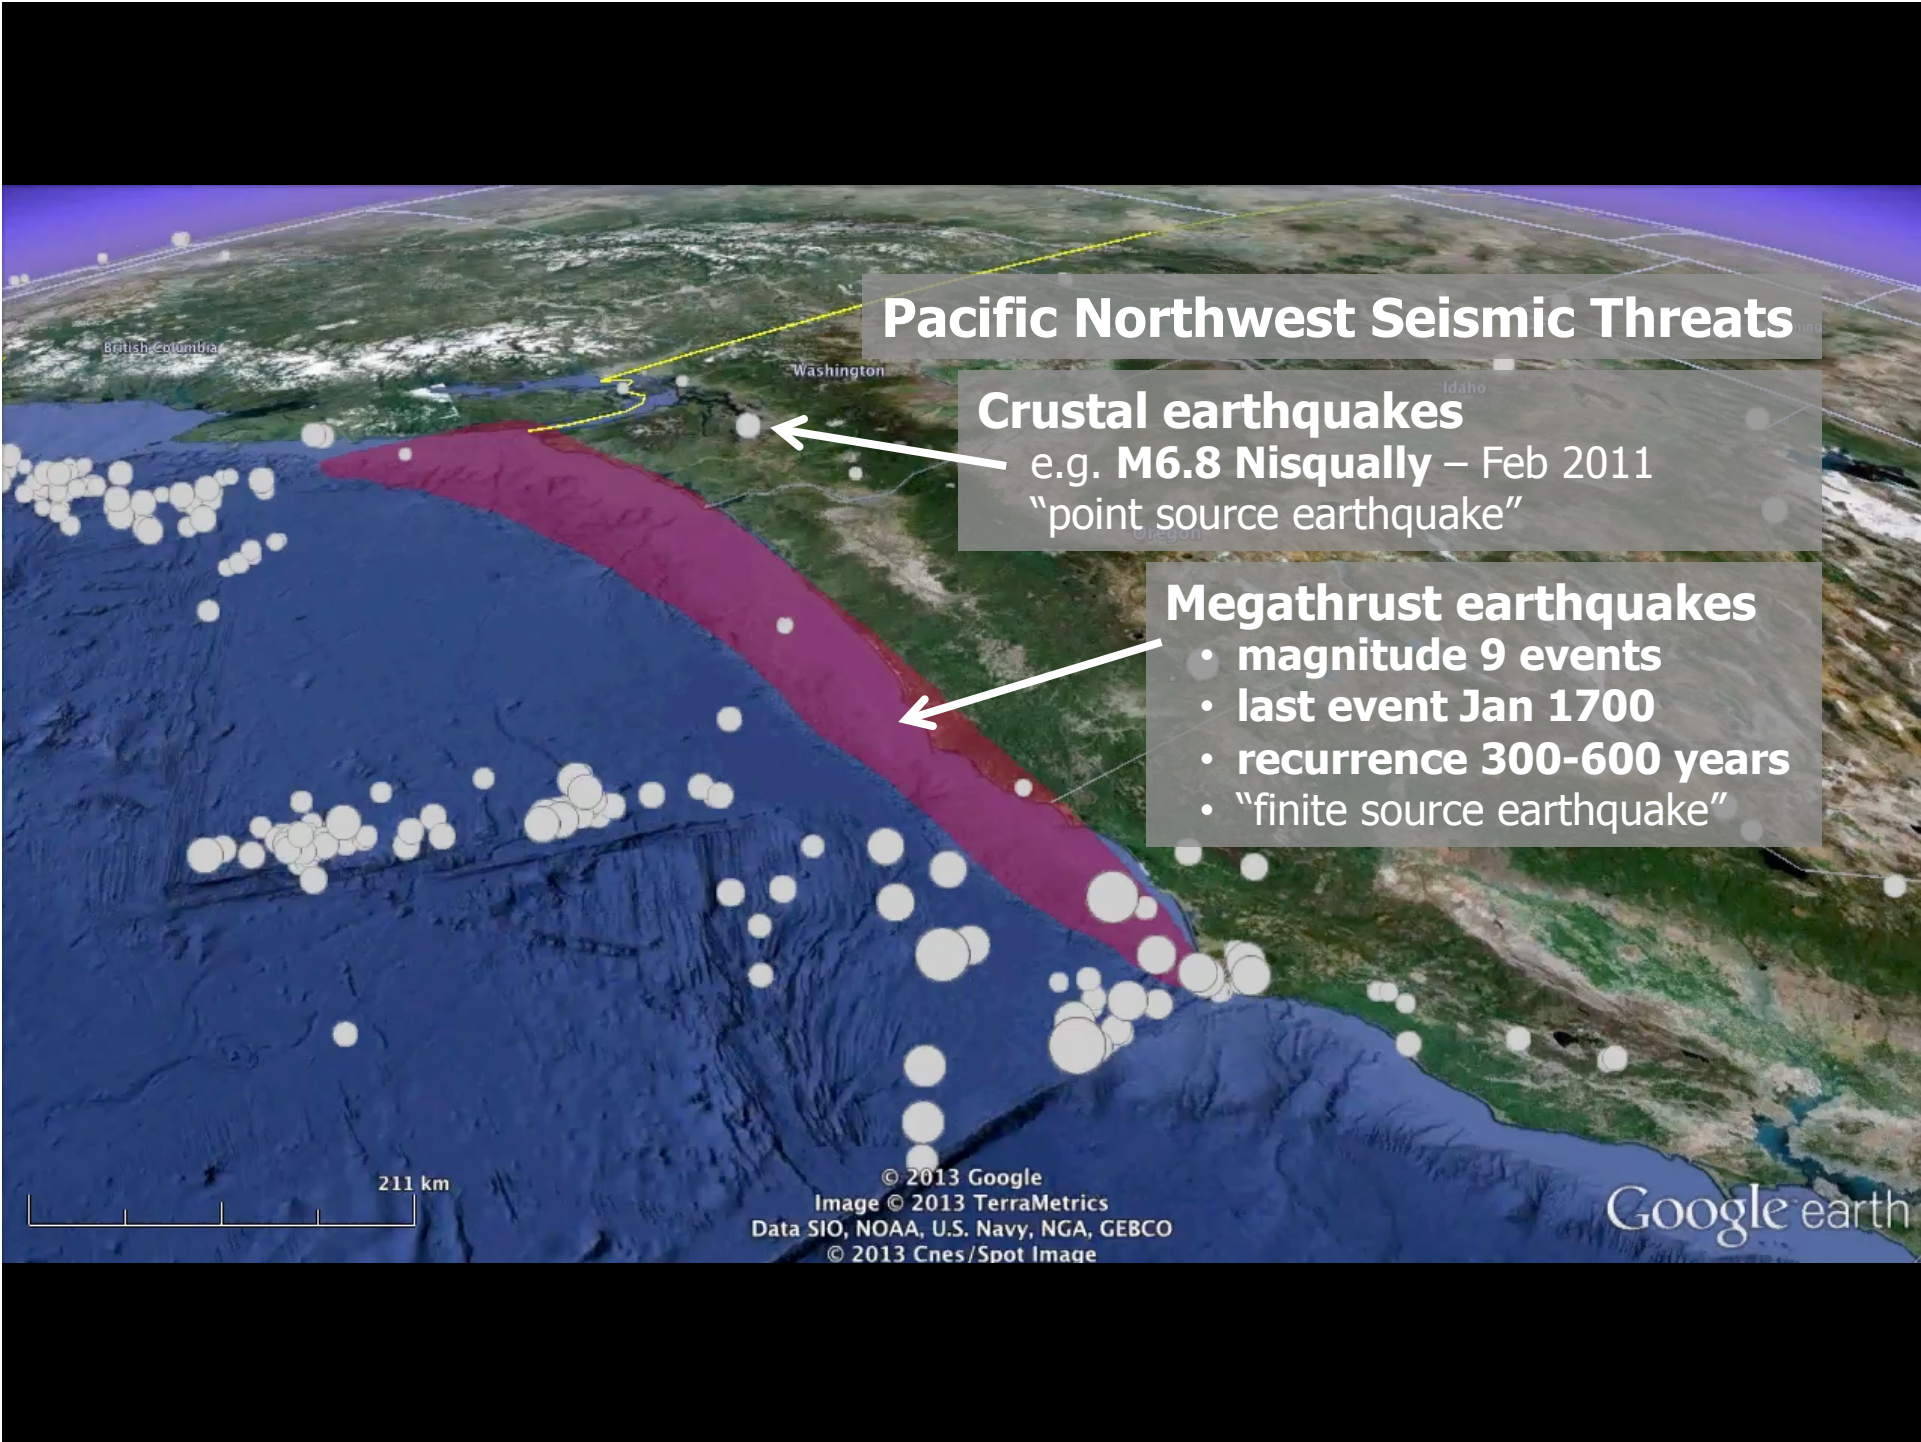 Pacific Northwest Seismic Threats
British Columbia
Washington
Idaho
Crustal earthquakes
e.g. M6.8 Nisqually – Feb 2011
“point source earthquake”
Oregon
Megathrust earthquakes
• magnitude 9 events
• last event Jan 1700
• recurrence 300-600 years
• “finite source earthquake”
211 km
© 2013 Google
Image © 2013 TerraMetrics
Data SIO, NOAA, U.S. Navy, NGA, GEBCO
© 2013 Cnes/Spot Image
Google earth